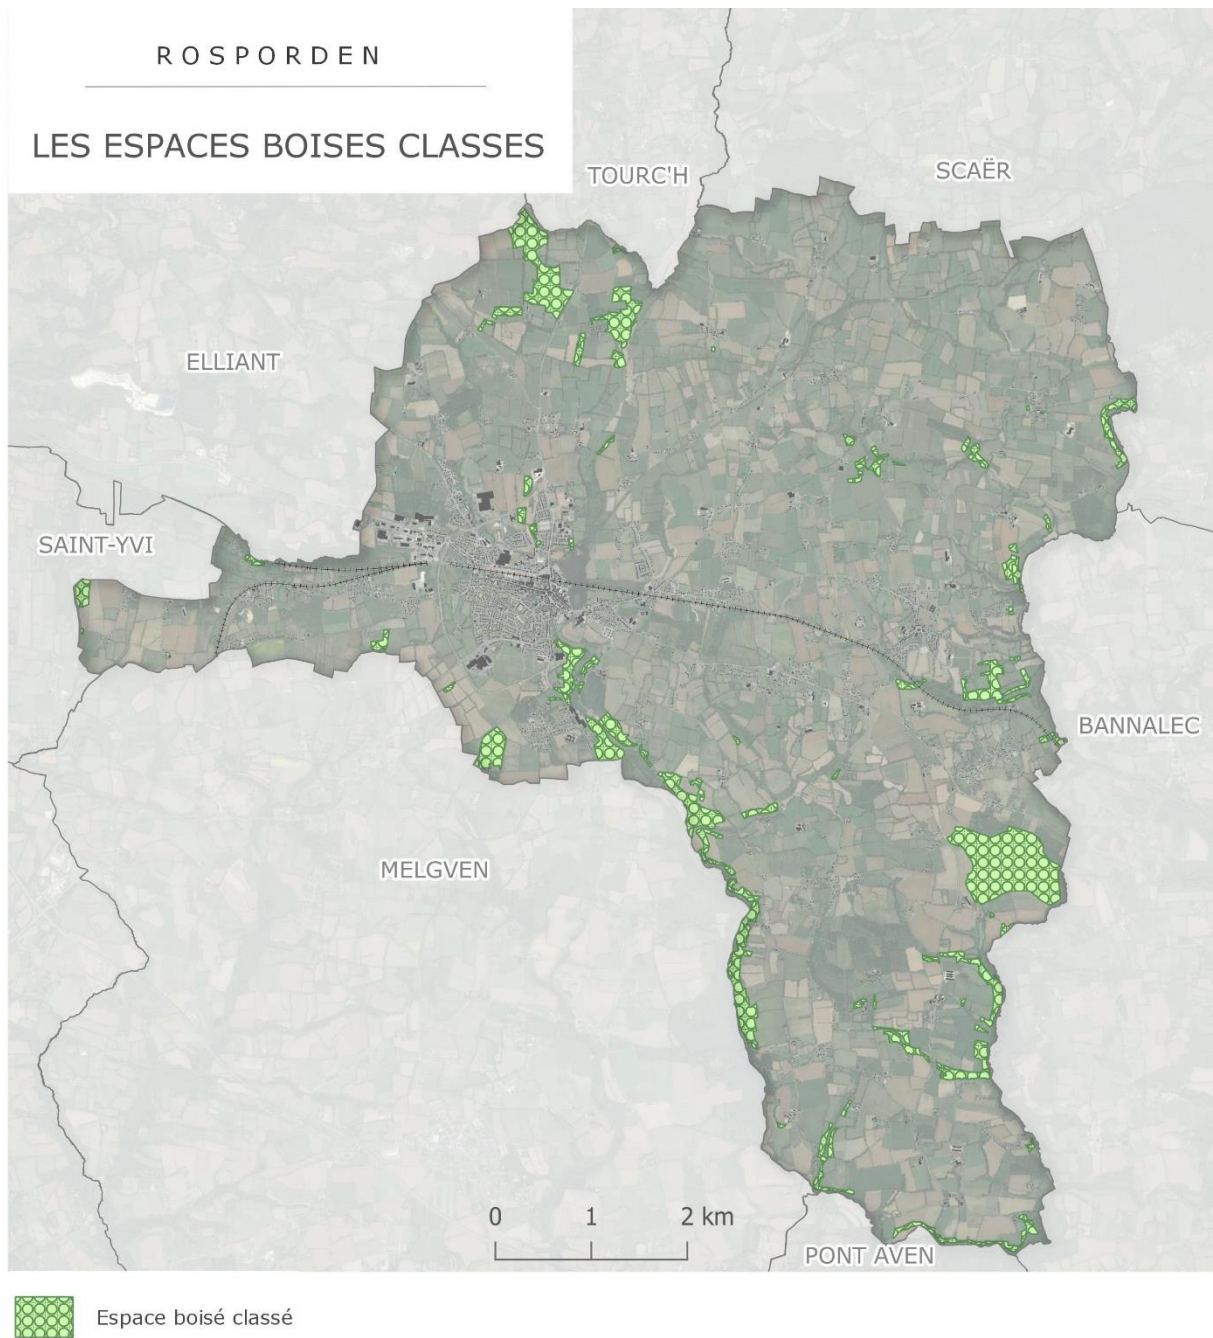 ROSPORDEN
LES ESPACES BOISES CLASSES
TOURC'H
SCAËR
ELLIANT
SAINT-YVI
BANNALEC
MELGVEN
0 1 2 km
PONT AVEN
Espace boisé classé